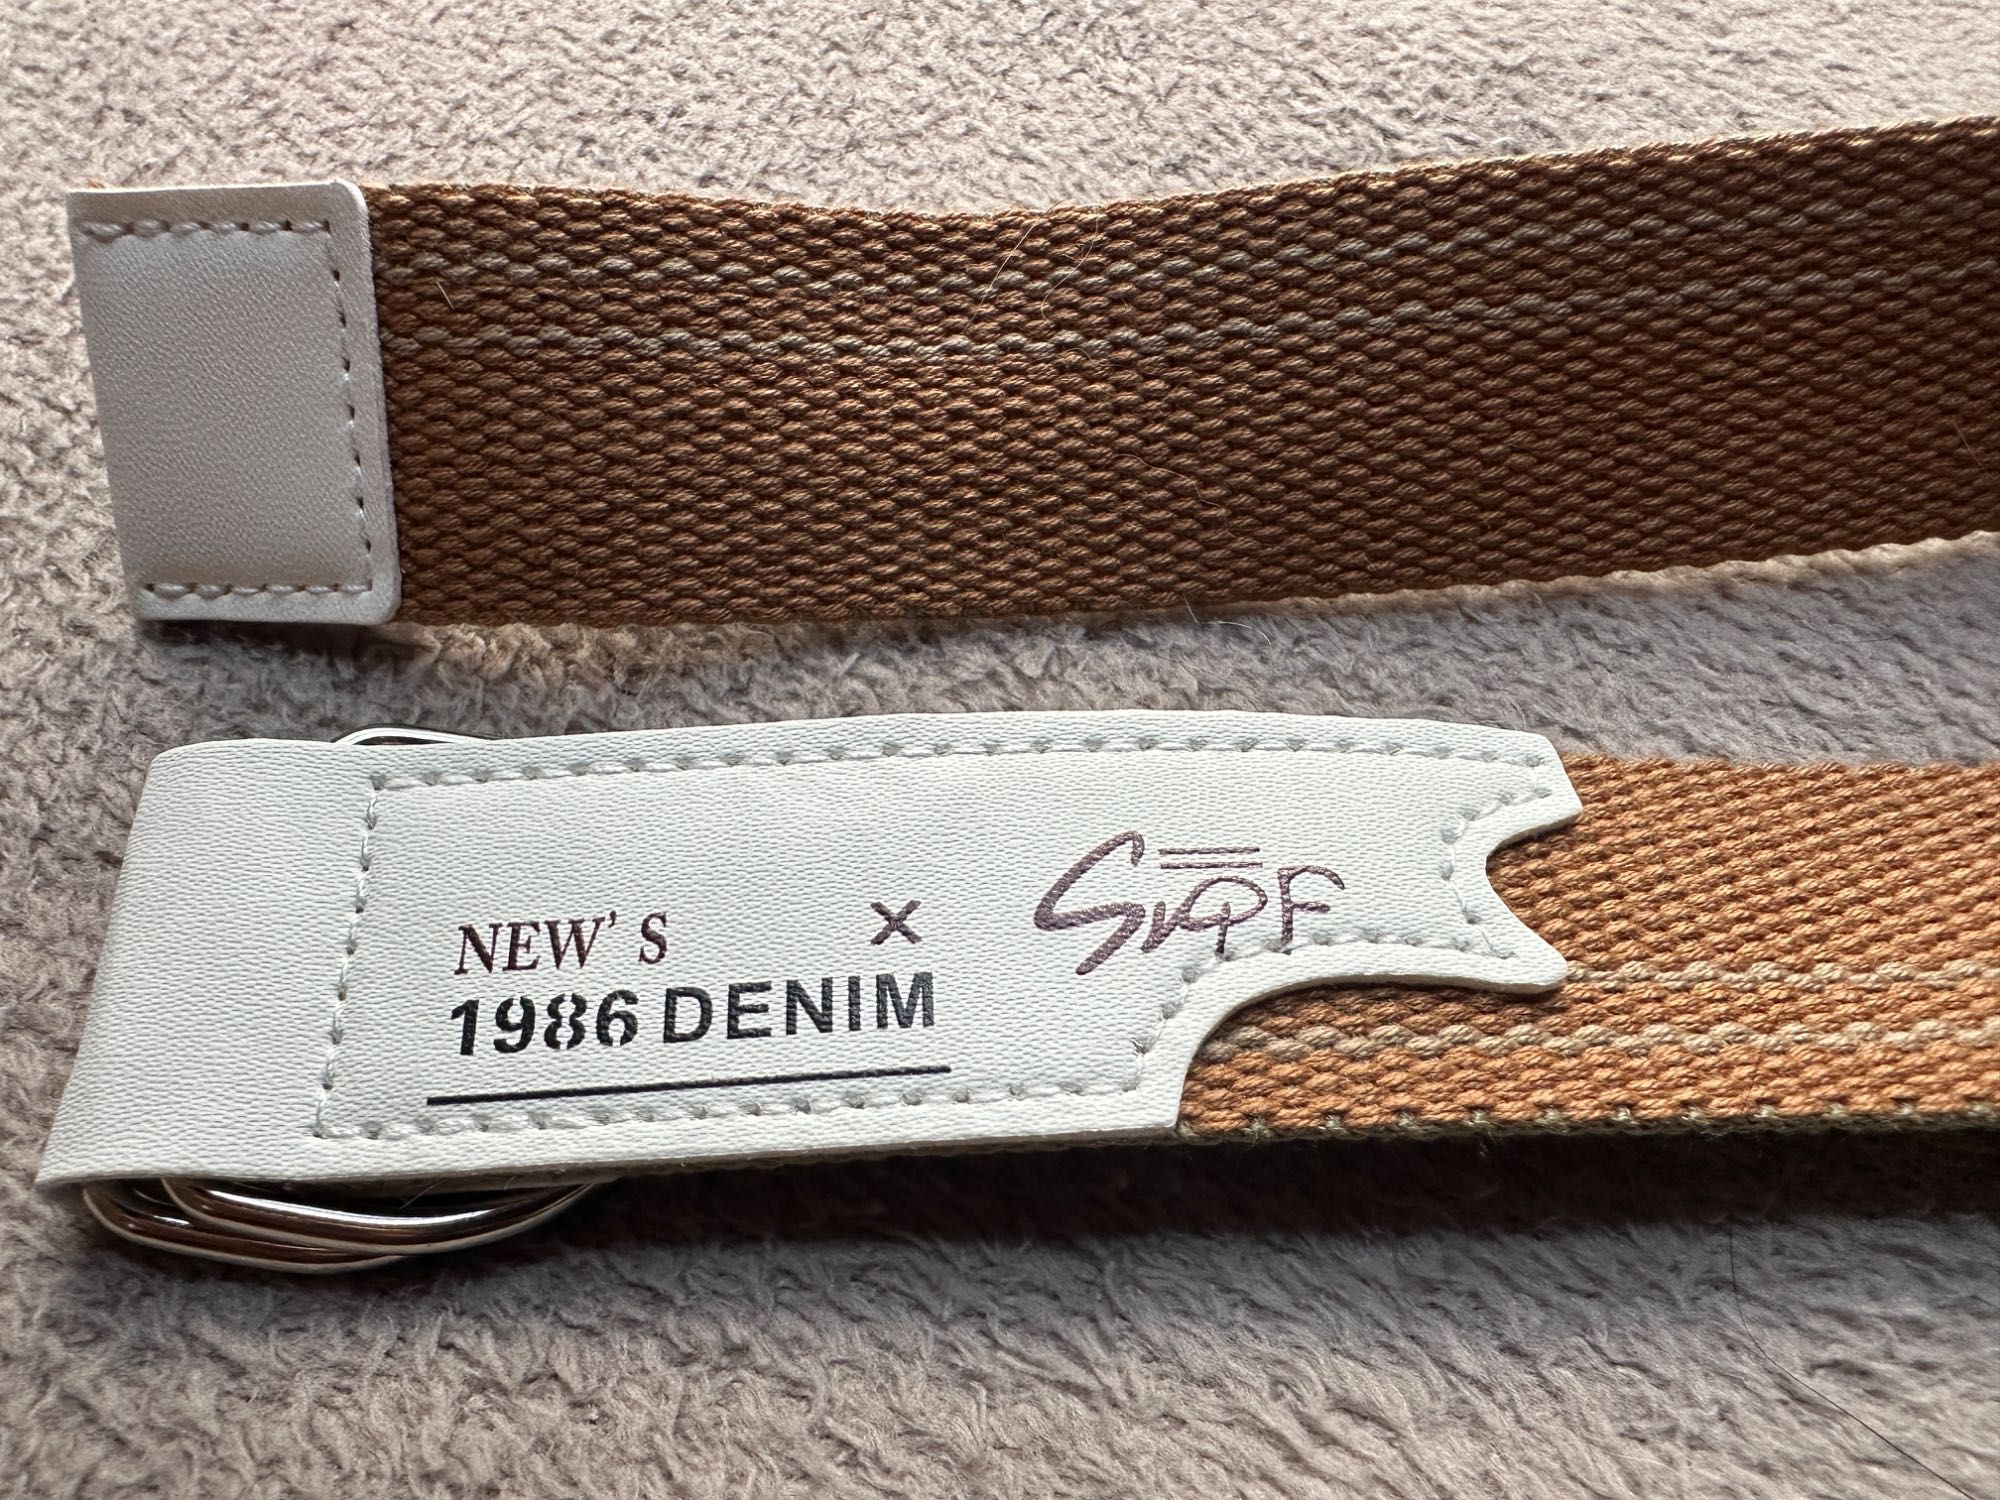 NEW' S ×
1986 DENIM